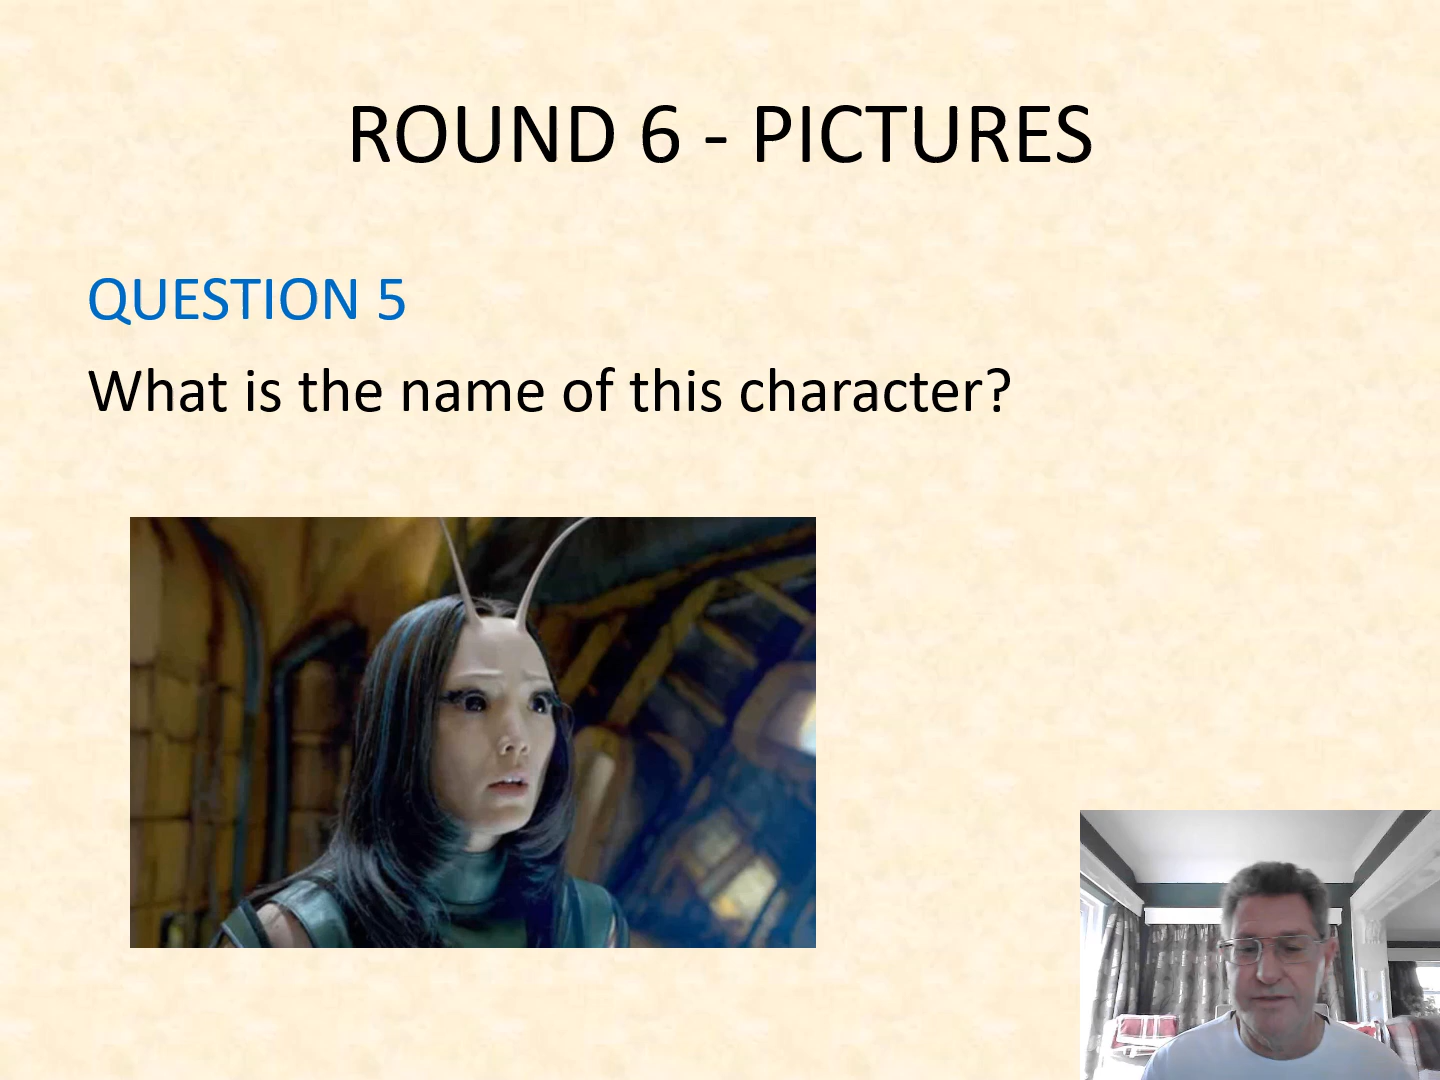 ROUND 6 - PICTURES
QUESTION 5
What is the name of this character?